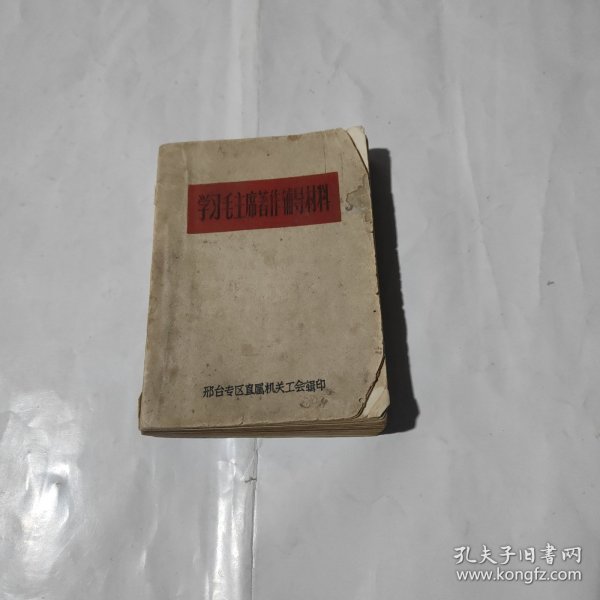 学习毛主席著作辅导材料
邢台专区直属机关工会编印
孔夫子旧书网
www.kongfz.com